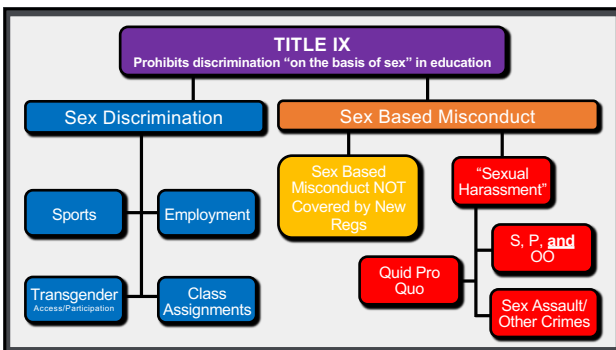 TITLE IX
Prohibits discrimination “on the basis of sex” in education
Sex Discrimination
Sex Based Misconduct
Sex Based
Misconduct NOT
Covered by New
Regs
“Sexual
Harassment”
Sports
Employment
S, P, and
OO
Quid Pro
Quo
Transgender
Access/Participation
Class
Assignments
Sex Assault/
Other Crimes